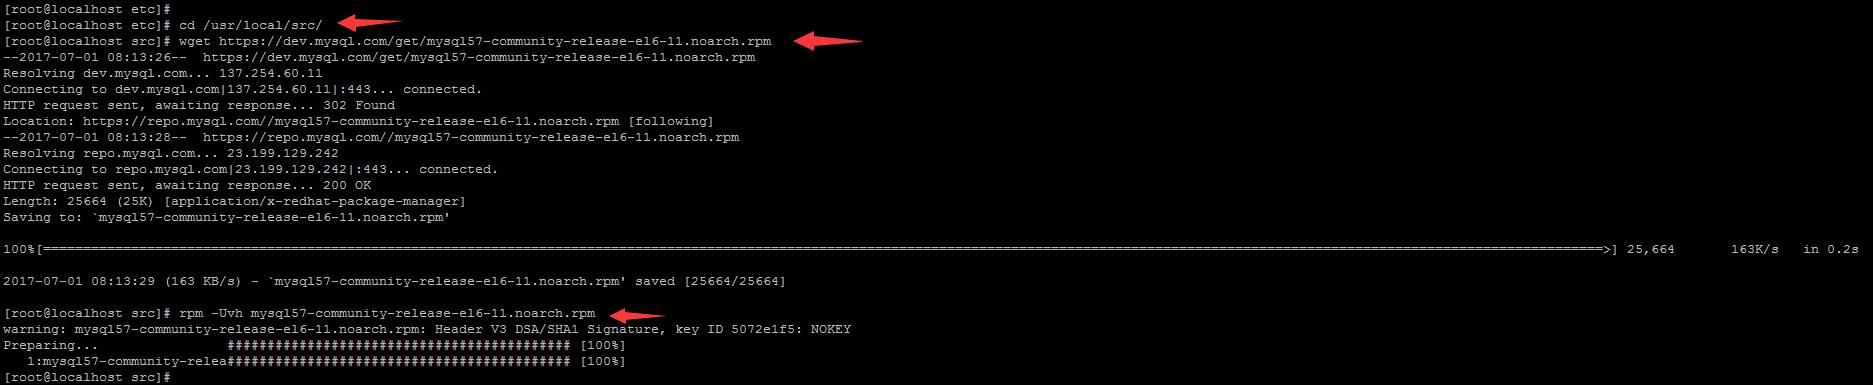 [root@localhost etc]#
[root@localhost etc]# cd /usr/local/src/
[root@localhost src]# wget https://dev.mysql.com/get/mysql57-community-release-el6-11.noarch.rpm
--2017-07-01 08:13:26--  https://dev.mysql.com/get/mysql57-community-release-el6-11.noarch.rpm
Resolving dev.mysql.com... 137.254.60.11
Connecting to dev.mysql.com|137.254.60.11|:443... connected.
HTTP request sent, awaiting response... 302 Found
Location: https://repo.mysql.com//mysql57-community-release-el6-11.noarch.rpm [following]
--2017-07-01 08:13:28--  https://repo.mysql.com//mysql57-community-release-el6-11.noarch.rpm
Resolving repo.mysql.com... 23.199.129.242
Connecting to repo.mysql.com|23.199.129.242|:443... connected.
HTTP request sent, awaiting response... 200 OK
Length: 25664 (25K) [application/x-redhat-package-manager]
Saving to: `mysql57-community-release-el6-11.noarch.rpm'
100%[==================================================================================================================================================================================================>] 25,664       163K/s   in 0.2s
2017-07-01 08:13:29 (163 KB/s) - `mysql57-community-release-el6-11.noarch.rpm' saved [25664/25664]
[root@localhost src]# rpm -Uvh mysql57-community-release-el6-11.noarch.rpm
warning: mysql57-community-release-el6-11.noarch.rpm: Header V3 DSA/SHA1 Signature, key ID 5072e1f5: NOKEY
Preparing...                ########################################### [100%]
   1:mysql57-community-relea########################################### [100%]
[root@localhost src]#